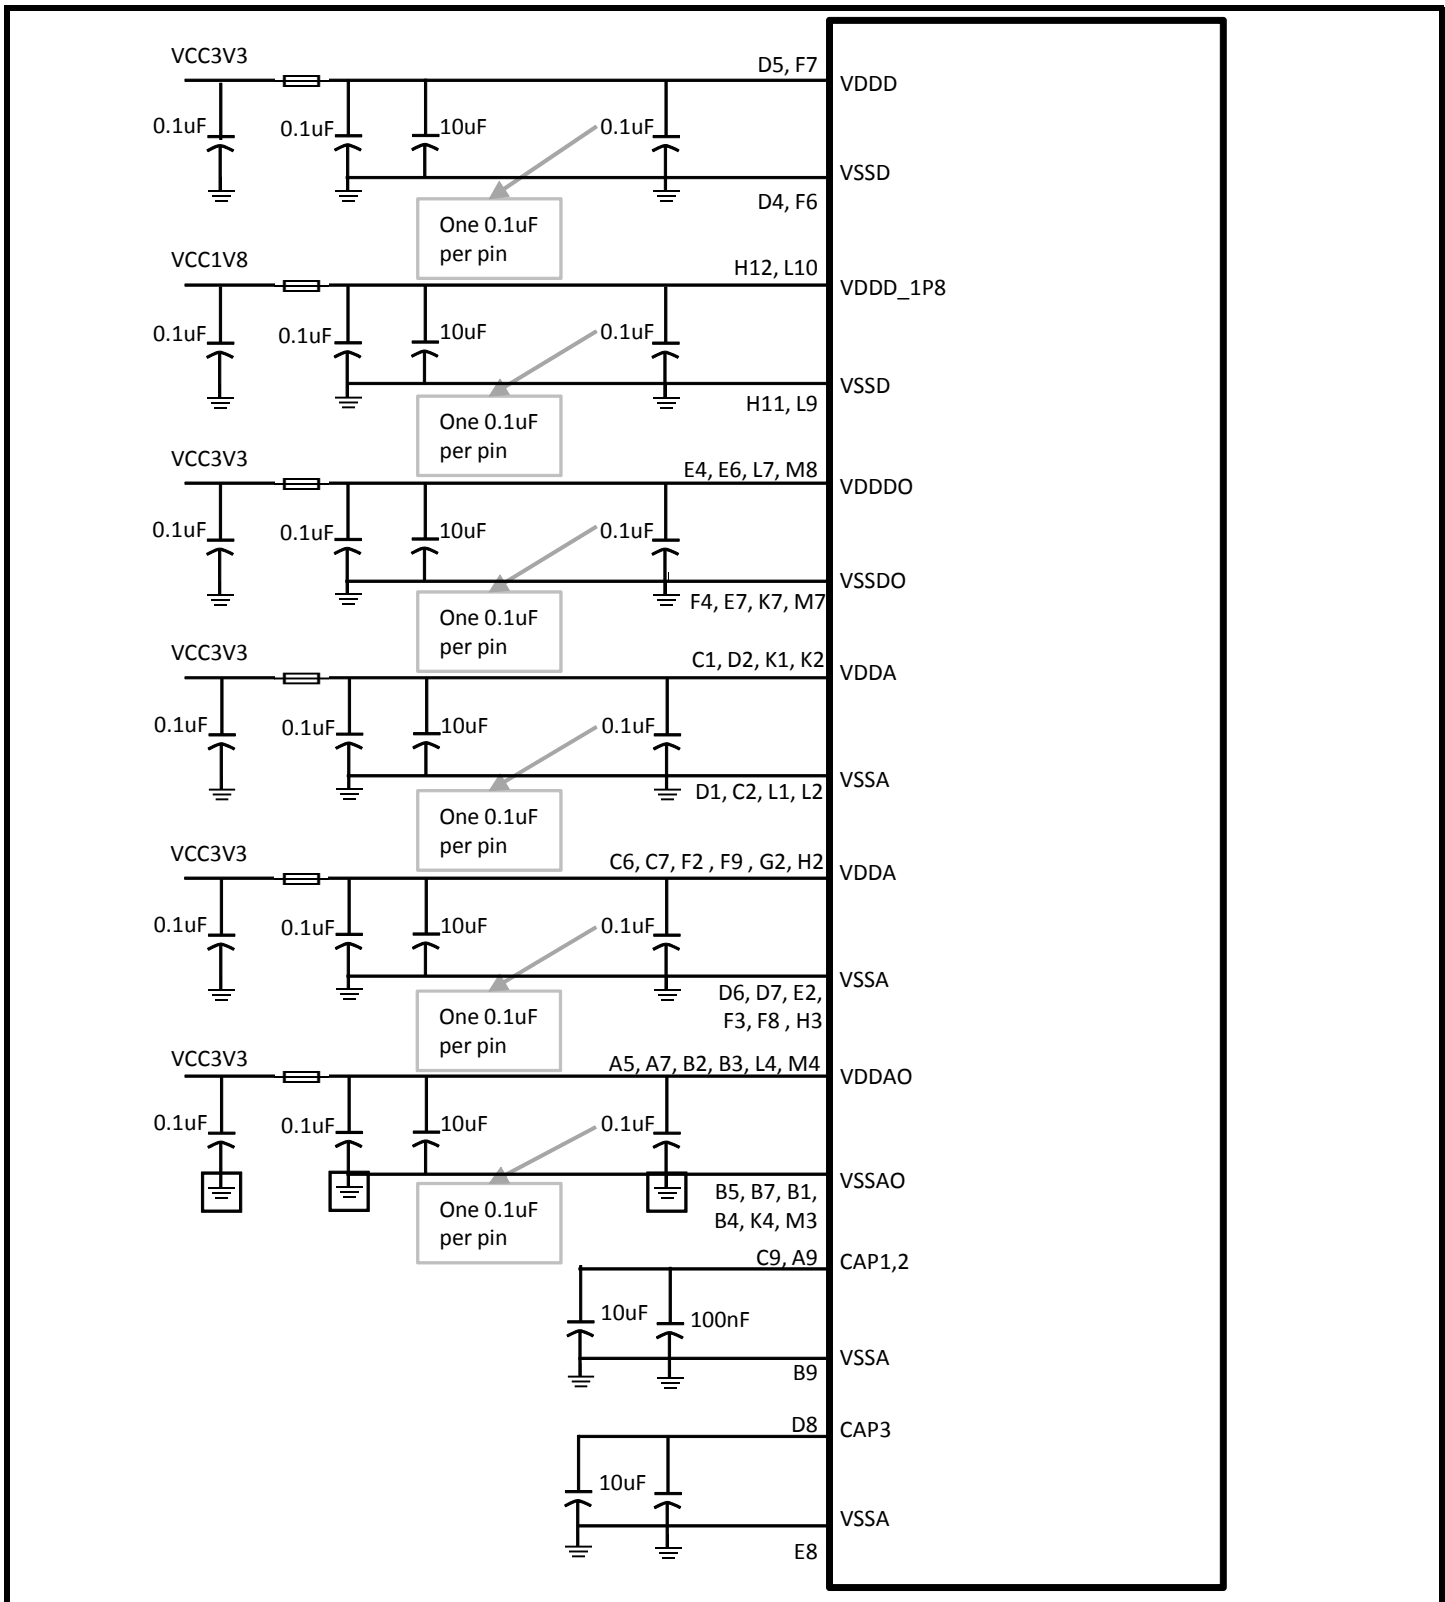 VCC3V3
D5, F7
VDDD
0.1uF
0.1uF
10uF
0.1uF
VSSD
D4, F6
One 0.1uF
per pin
VCC1V8
H12, L10
VDDD_1P8
0.1uF
0.1uF
10uF
0.1uF
VSSD
H11, L9
One 0.1uF
per pin
VCC3V3
E4, E6, L7, M8
VDDDO
0.1uF
0.1uF
10uF
0.1uF
VSSDO
F4, E7, K7, M7
One 0.1uF
per pin
VCC3V3
C1, D2, K1, K2
VDDA
0.1uF
0.1uF
10uF
0.1uF
VSSA
D1, C2, L1, L2
One 0.1uF
per pin
VCC3V3
C6, C7, F2 , F9 , G2, H2
VDDA
0.1uF
0.1uF
10uF
0.1uF
VSSA
D6, D7, E2,
F3, F8 , H3
One 0.1uF
per pin
VCC3V3
A5, A7, B2, B3, L4, M4
VDDAO
0.1uF
0.1uF
10uF
0.1uF
VSSAO
B5, B7, B1,
B4, K4, M3
One 0.1uF
per pin
C9, A9
CAP1,2
10uF
100nF
VSSA
B9
D8
CAP3
10uF
VSSA
E8